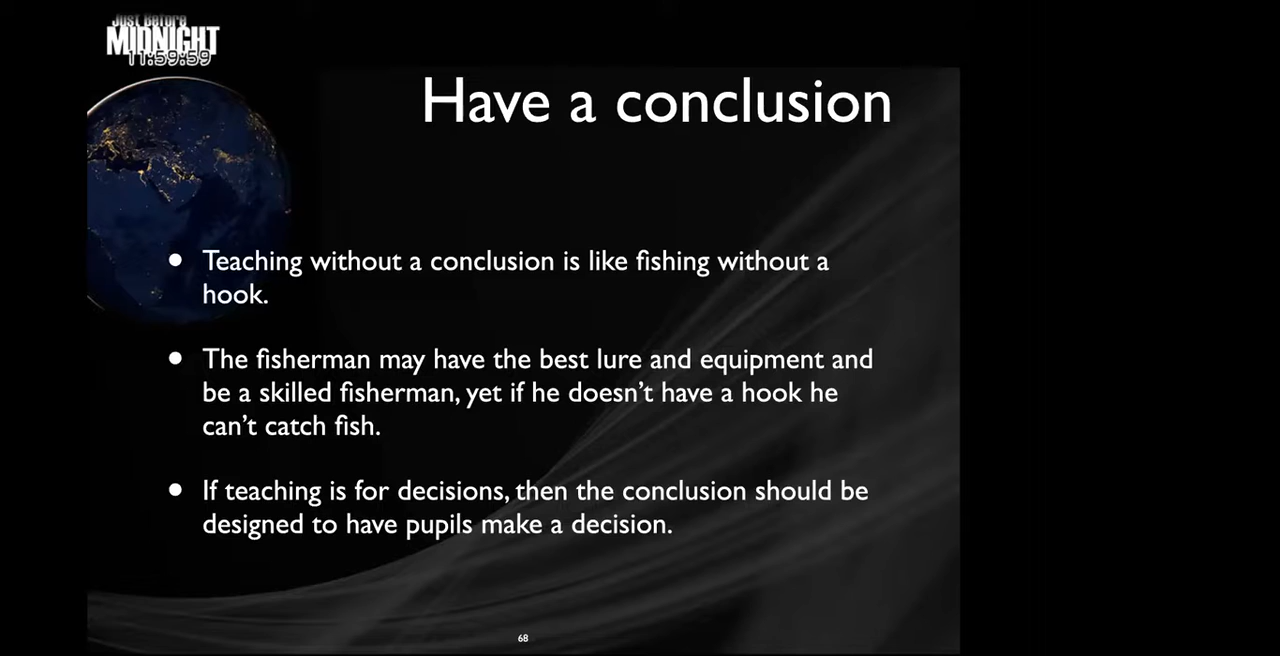 Just Before
MIDNIGHT
11:59:59
Have a conclusion
• Teaching without a conclusion is like fishing without a
hook.
• The fisherman may have the best lure and equipment and
be a skilled fisherman, yet if he doesn’t have a hook he
can’t catch fish.
• If teaching is for decisions, then the conclusion should be
designed to have pupils make a decision.
68